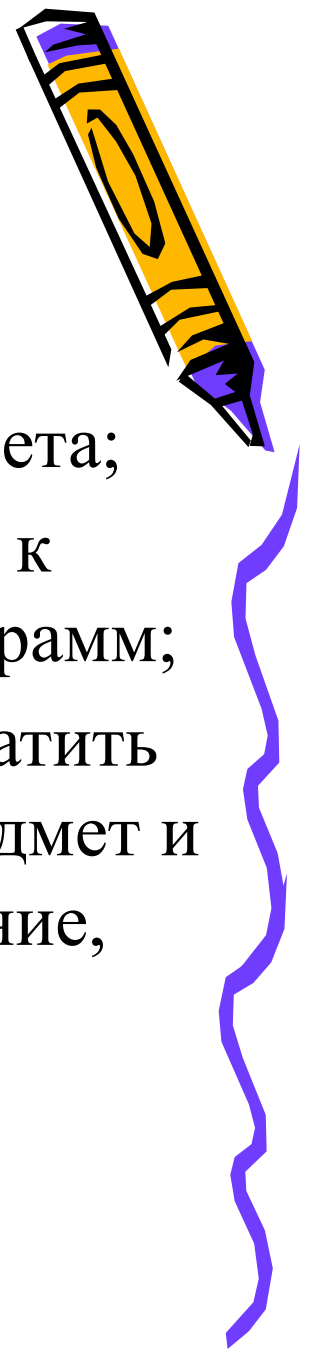 ета;
к
рамм;
атить
дмет и
ние,